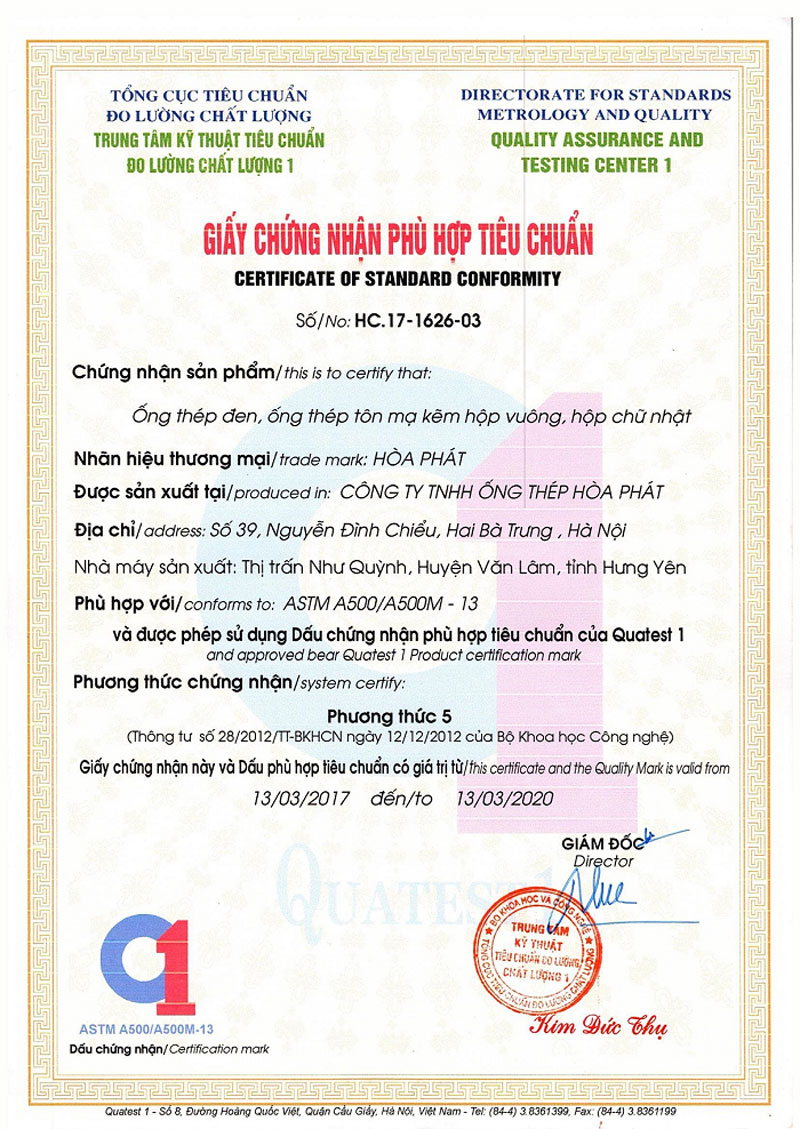 TỔNG CỤC TIÊU CHUẨN
ĐO LƯỜNG CHẤT LƯỢNG
TRUNG TÂM KỸ THUẬT TIÊU CHUẨN
ĐO LƯỜNG CHẤT LƯỢNG 1
DIRECTORATE FOR STANDARDS
METROLOGY AND QUALITY
QUALITY ASSURANCE AND
TESTING CENTER 1
GIẤY CHỨNG NHẬN PHÙ HỢP TIÊU CHUẨN
CERTIFICATE OF STANDARD CONFORMITY
Số/No: HC.17-1626-03
Chứng nhận sản phẩm/this is to certify that:
Ống thép đen, ống thép tôn mạ kẽm hộp vuông, hộp chữ nhật
Nhãn hiệu thương mại/trade mark: HÒA PHÁT
Được sản xuất tại/produced in: CÔNG TY TNHH ỐNG THÉP HÒA PHÁT
Địa chỉ/address: Số 39, Nguyễn Đình Chiểu, Hai Bà Trưng , Hà Nội
Nhà máy sản xuất: Thị trấn Như Quỳnh, Huyện Văn Lâm, tỉnh Hưng Yên
Phù hợp với/conforms to: ASTM A500/A500M - 13
và được phép sử dụng Dấu chứng nhận phù hợp tiêu chuẩn của Quatest 1
and approved bear Quatest 1 Product certification mark
Phương thức chứng nhận/system certify:
Phương thức 5
(Thông tư số 28/2012/TT-BKHCN ngày 12/12/2012 của Bộ Khoa học Công nghệ)
Giấy chứng nhận này và Dấu phù hợp tiêu chuẩn có giá trị từ/this certificate and the Quality Mark is valid from
13/03/2017 đến/to 13/03/2020
GIÁM ĐỐC
Director
QUATEST 1
BỘ KHOA HỌC VÀ CÔNG NGHỆ
TRUNG TÂM
KỸ THUẬT
TIÊU CHUẨN ĐO LƯỜNG
CHẤT LƯỢNG 1
TỔNG CỤC TIÊU CHUẨN ĐO LƯỜNG CHẤT LƯỢNG
Kim Đức Thụ
1
ASTM A500/A500M-13
Dấu chứng nhận/Certification mark
Quatest 1 - Số 8, Đường Hoàng Quốc Việt, Quận Cầu Giấy, Hà Nội, Việt Nam - Tel: (84-4) 3.8361399, Fax: (84-4) 3.8361199